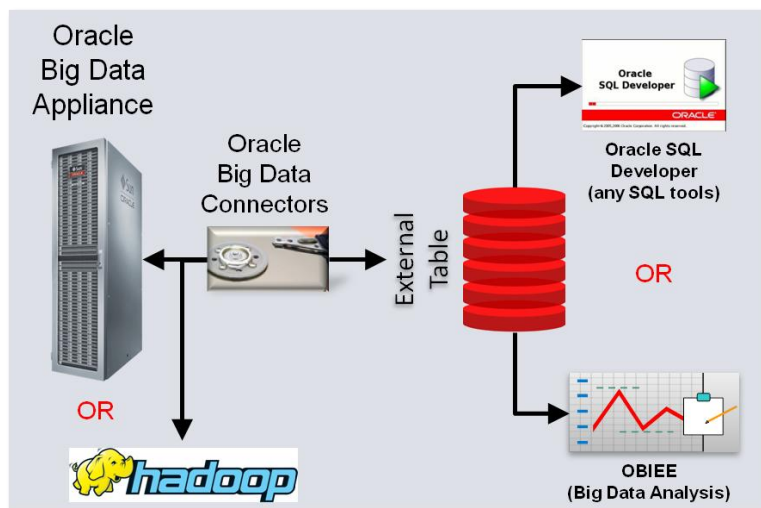 Oracle
Big Data
Appliance
Oracle
Big Data
Connectors
OR
hadoop
External
Table
Oracle
SQL Developer
ORACLE
Oracle SQL
Developer
(any SQL tools)
OR
OBIEE
(Big Data Analysis)